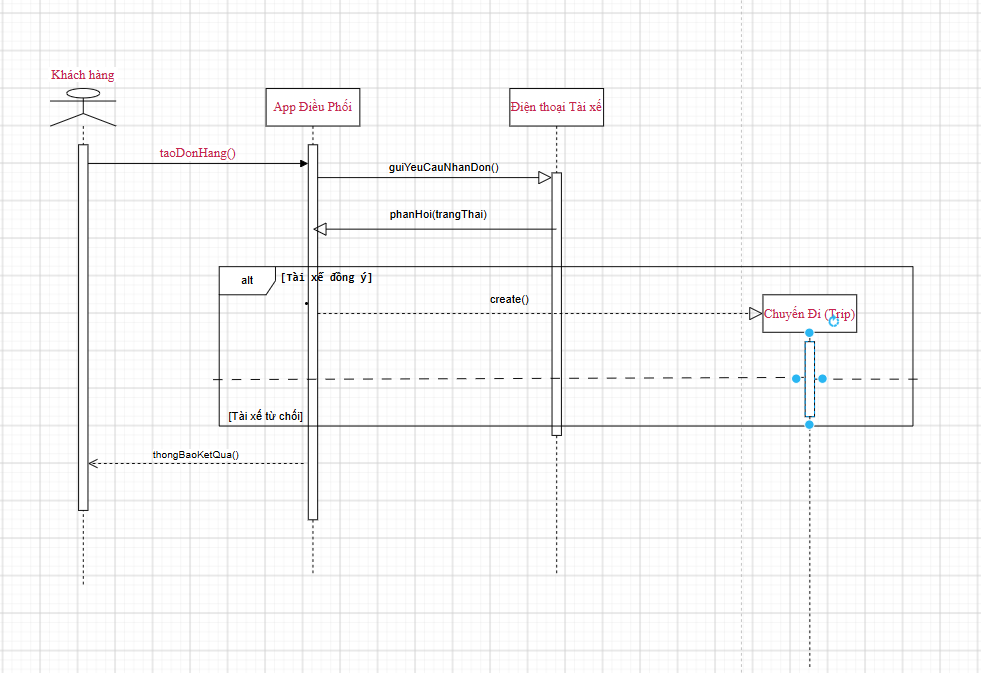 Khách hàng
App Điều Phối
Điện thoại Tài xế
taoDonHang()
guiYeuCauNhanDon()
phanHoi(trangThai)
alt
[Tài xế đồng ý]
create()
Chuyến Đi (Trip)
[Tài xế từ chối]
thongBaoKetQua()